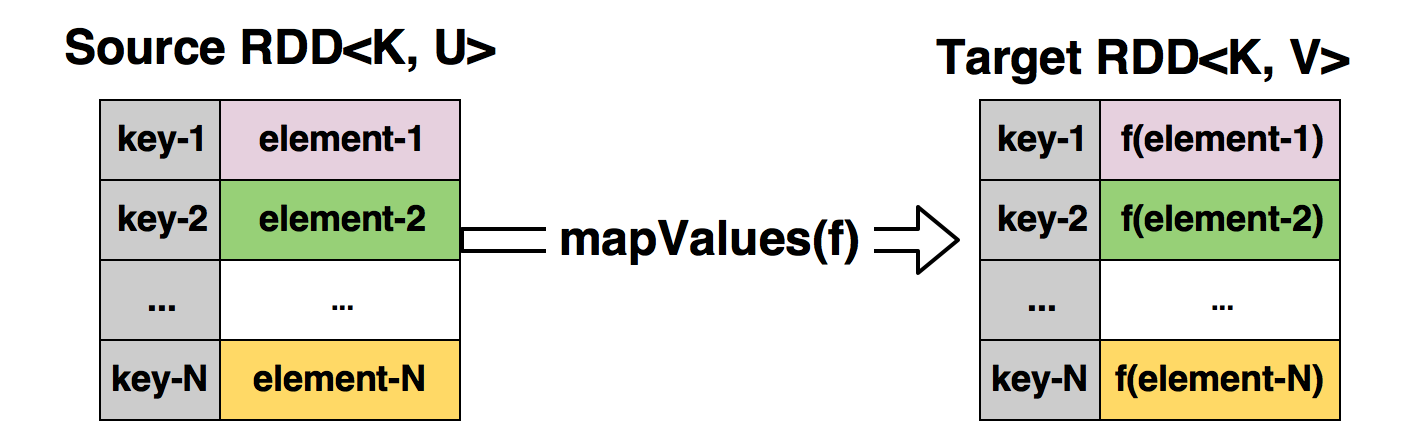 Source RDD<K, U>
key-1 element-1
key-2 element-2
... ...
key-N element-N
mapValues(f)
Target RDD<K, V>
key-1 f(element-1)
key-2 f(element-2)
... ...
key-N f(element-N)